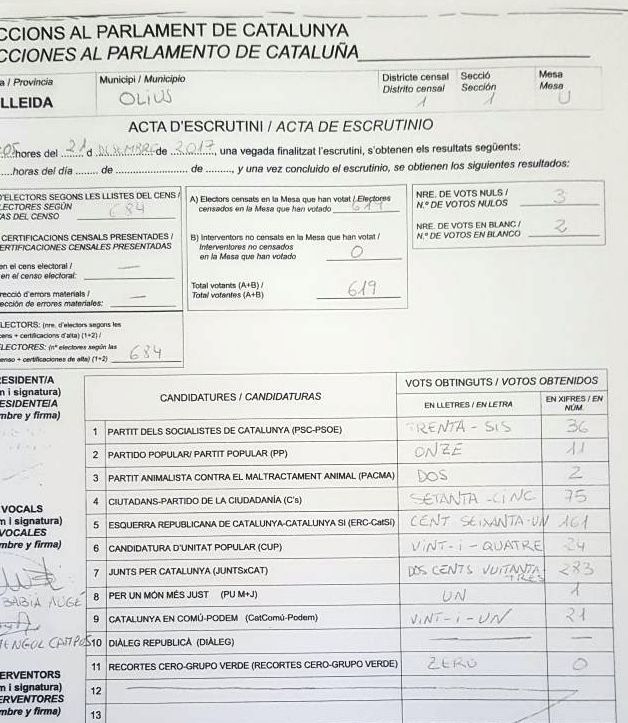 CCIONS AL PARLAMENT DE CATALUNYA
CCIONES AL PARLAMENTO DE CATALUÑA
a / Provincia
LLEIDA
Municipi / Municipio
OLIUS
Districte censal
Distrito censal
1
Secció
Sección
1
Mesa
Mesa
U
ACTA D'ESCRUTINI / ACTA DE ESCRUTINIO
hores del 21 d DESEMBRE de 2017, una vegada finalitzat l'escrutini, s'obtenen els resultats següents:
horas del día ........ de ........................ de ........, y una vez concluido el escrutinio, se obtienen los siguientes resultados:
D'ELECTORS SEGONS LES LLISTES DEL CENS /
LECTORES SEGÚN
AS DEL CENSO 684
CERTIFICACIONS CENSALS PRESENTADES /
ERTIFICACIONES CENSALES PRESENTADAS
en el cens electoral /
en el censo electoral: —
recció d'errors materials /
ección de errores materiales: —
LECTORS: (nre. d'electors segons les
cens + certificacions d'alta) (1+2) /
LECTORES: (nº electores según las
enso + certificaciones de alta) (1+2) 684
A) Electors censats en la Mesa que han votat / Electores
censados en la Mesa que han votado 619
B) Interventors no censats en la Mesa que han votat /
Interventores no censados
en la Mesa que han votado 0
Total votants (A+B) /
Total votantes (A+B) 619
NRE. DE VOTS NULS /
N.º DE VOTOS NULOS 3
NRE. DE VOTS EN BLANC /
N.º DE VOTOS EN BLANCO 2
RESIDENT/A
m i signatura)
ESIDENTE/A
mbre y firma)
VOCALS
m i signatura)
VOCALES
mbre y firma)
BABIA AUGÉ
MENGOL CAMPOS
ERVENTORS
m i signatura)
ERVENTORES
mbre y firma)
CANDIDATURES / CANDIDATURAS
VOTS OBTINGUTS / VOTOS OBTENIDOS
EN LLETRES / EN LETRA
EN XIFRES / EN NÚM.
1 PARTIT DELS SOCIALISTES DE CATALUNYA (PSC-PSOE) TRENTA-SIS 36
2 PARTIDO POPULAR/ PARTIT POPULAR (PP) ONZE 11
3 PARTIT ANIMALISTA CONTRA EL MALTRACTAMENT ANIMAL (PACMA) DOS 2
4 CIUTADANS-PARTIDO DE LA CIUDADANÍA (C's) SETANTA-CINC 75
5 ESQUERRA REPUBLICANA DE CATALUNYA-CATALUNYA SI (ERC-CatSí) CENT SEIXANTA-UN 161
6 CANDIDATURA D'UNITAT POPULAR (CUP) VINT-I-QUATRE 24
7 JUNTS PER CATALUNYA (JUNTSxCAT) DOS CENTS VUITANTA TRES 283
8 PER UN MÓN MÉS JUST (PU M+J) UN 1
9 CATALUNYA EN COMÚ-PODEM (CatComú-Podem) VINT-I-UN 21
10 DIÀLEG REPUBLICÀ (DIÀLEG) — —
11 RECORTES CERO-GRUPO VERDE (RECORTES CERO-GRUPO VERDE) ZERO 0
12
13